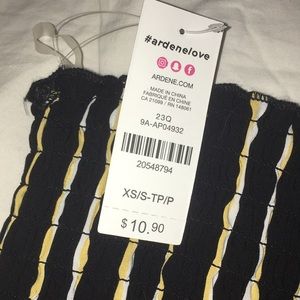 #ardenelove
ARDENE.COM
MADE IN CHINA
FABRIQUÉ EN CHINE
CA 21099 / RN 148061
23Q
9A-AP04932
20548794
XS/S-TP/P
$10.90